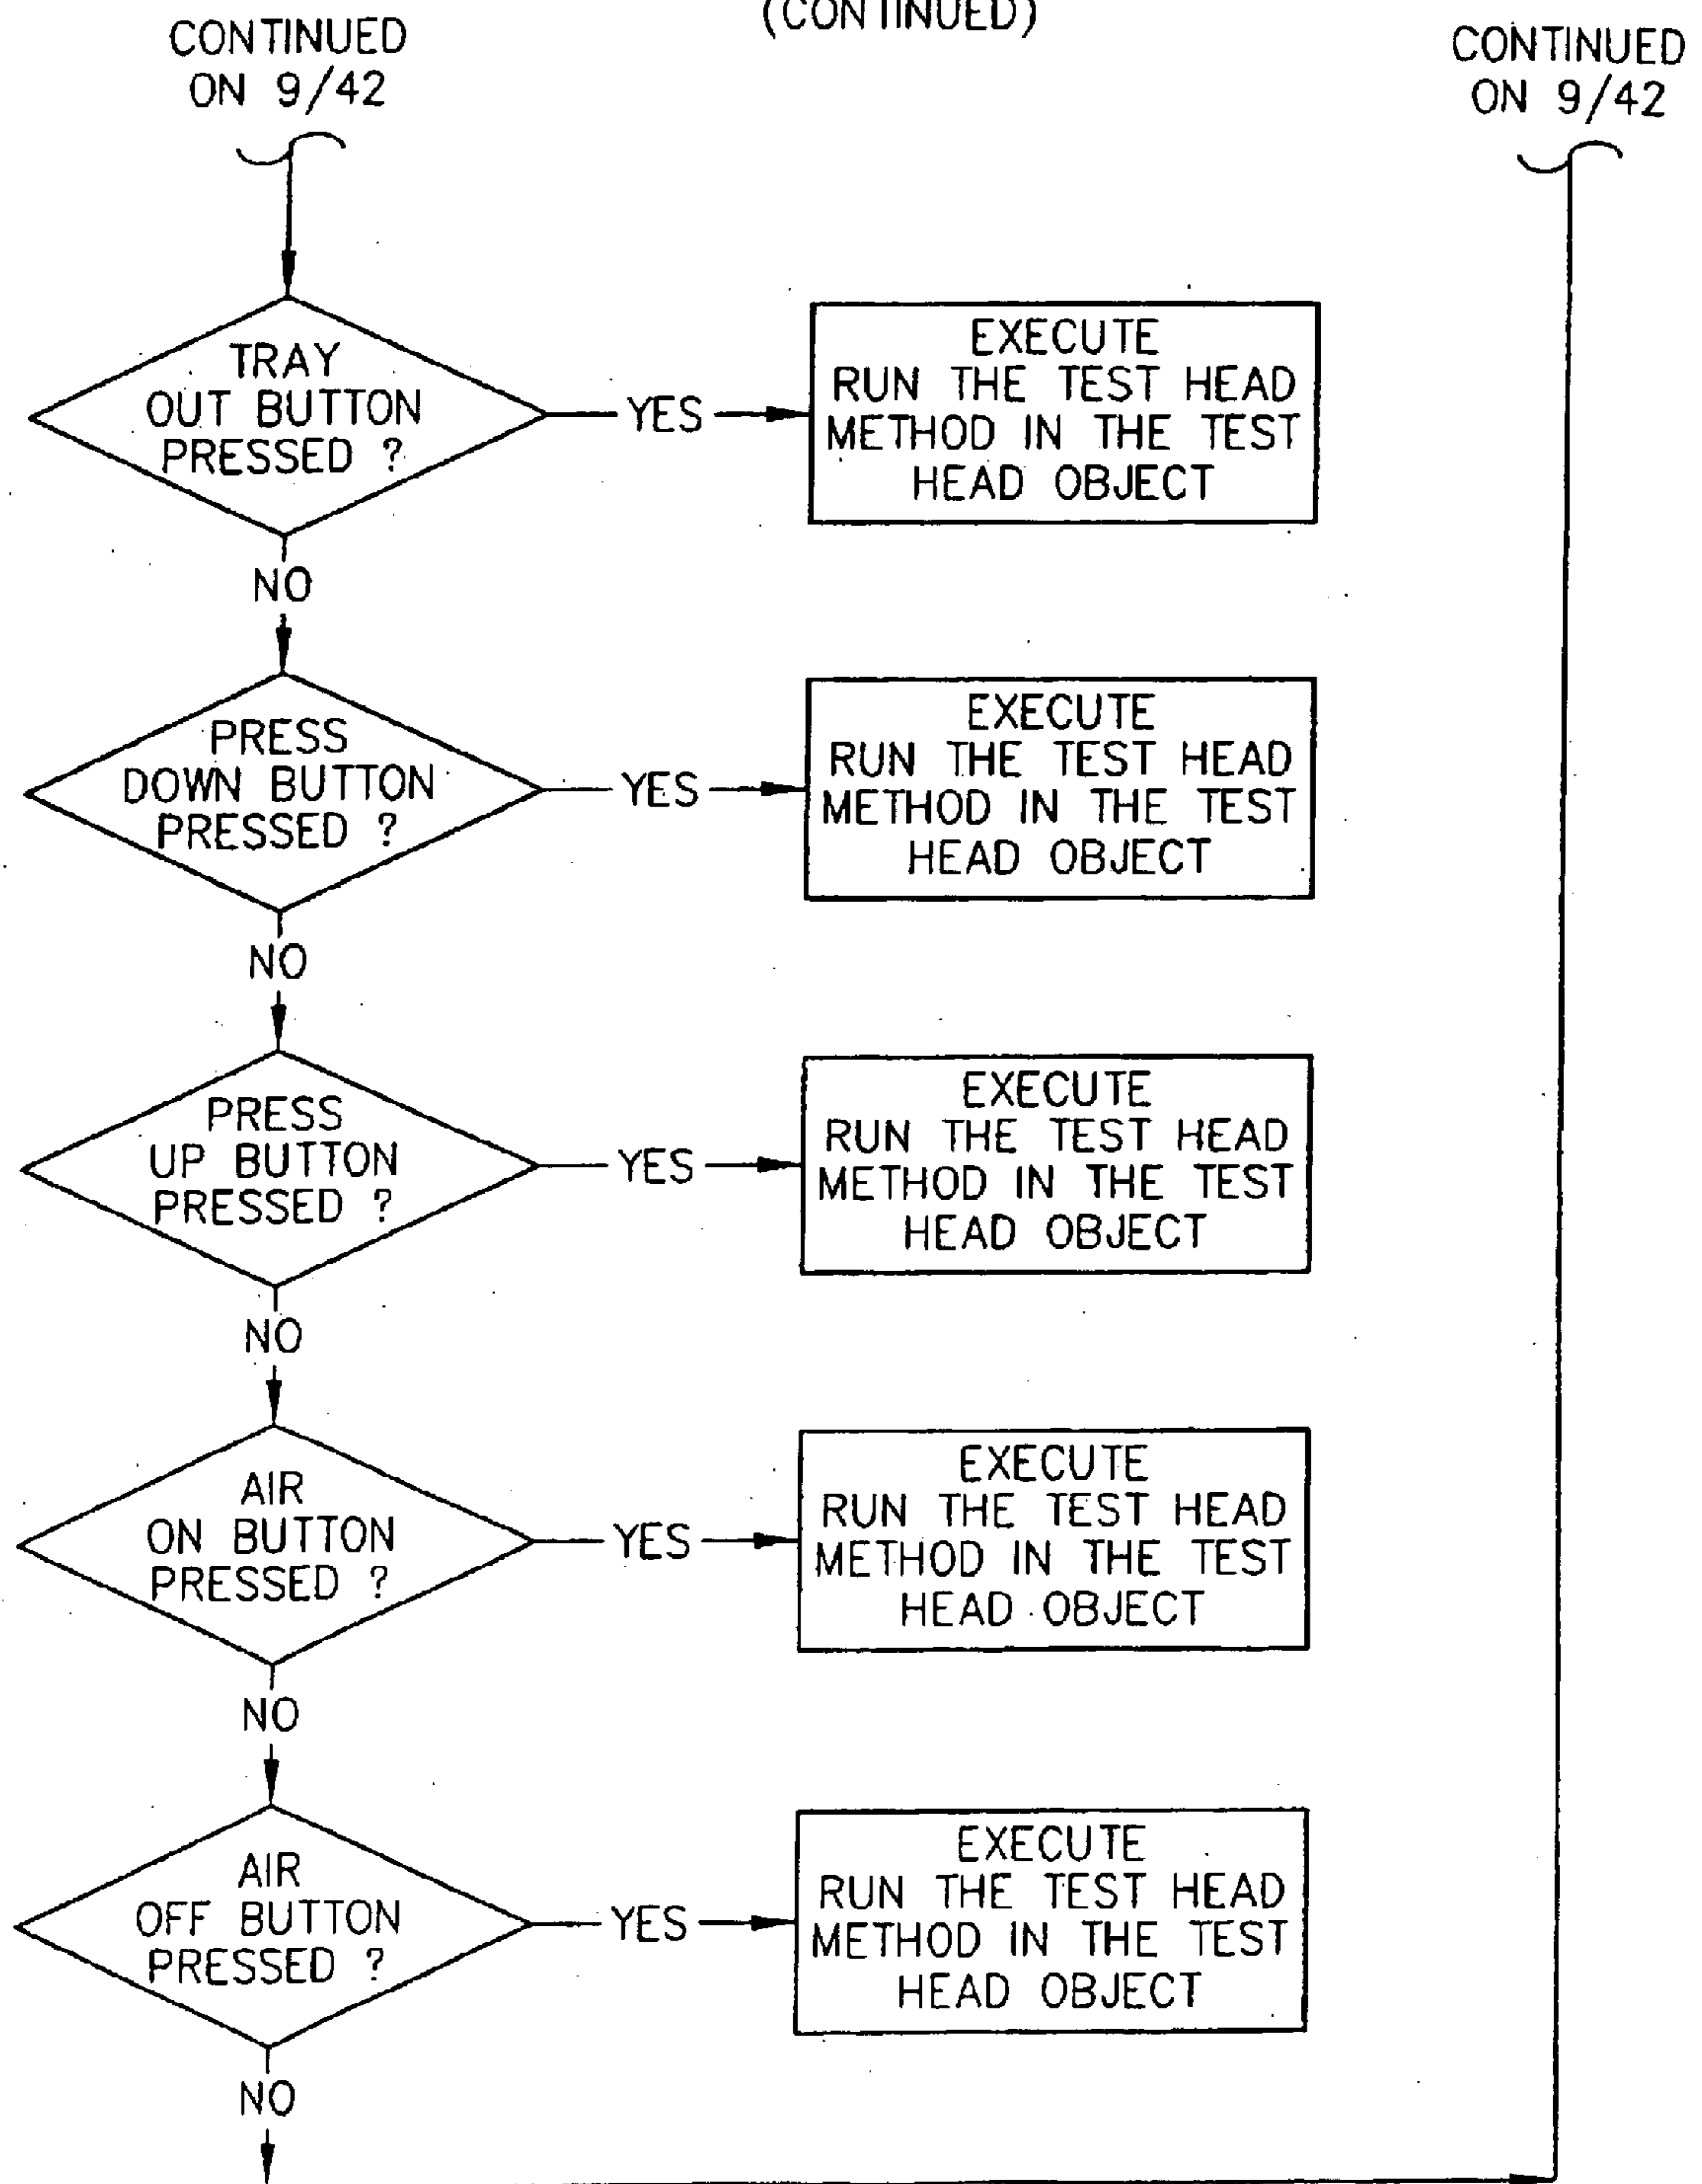 (CONTINUED)
CONTINUED
ON 9/42
CONTINUED
ON 9/42
TRAY
OUT BUTTON
PRESSED ?
YES
EXECUTE
RUN THE TEST HEAD
METHOD IN THE TEST
HEAD OBJECT
NO
PRESS
DOWN BUTTON
PRESSED ?
YES
EXECUTE
RUN THE TEST HEAD
METHOD IN THE TEST
HEAD OBJECT
NO
PRESS
UP BUTTON
PRESSED ?
YES
EXECUTE
RUN THE TEST HEAD
METHOD IN THE TEST
HEAD OBJECT
NO
AIR
ON BUTTON
PRESSED ?
YES
EXECUTE
RUN THE TEST HEAD
METHOD IN THE TEST
HEAD OBJECT
NO
AIR
OFF BUTTON
PRESSED ?
YES
EXECUTE
RUN THE TEST HEAD
METHOD IN THE TEST
HEAD OBJECT
NO